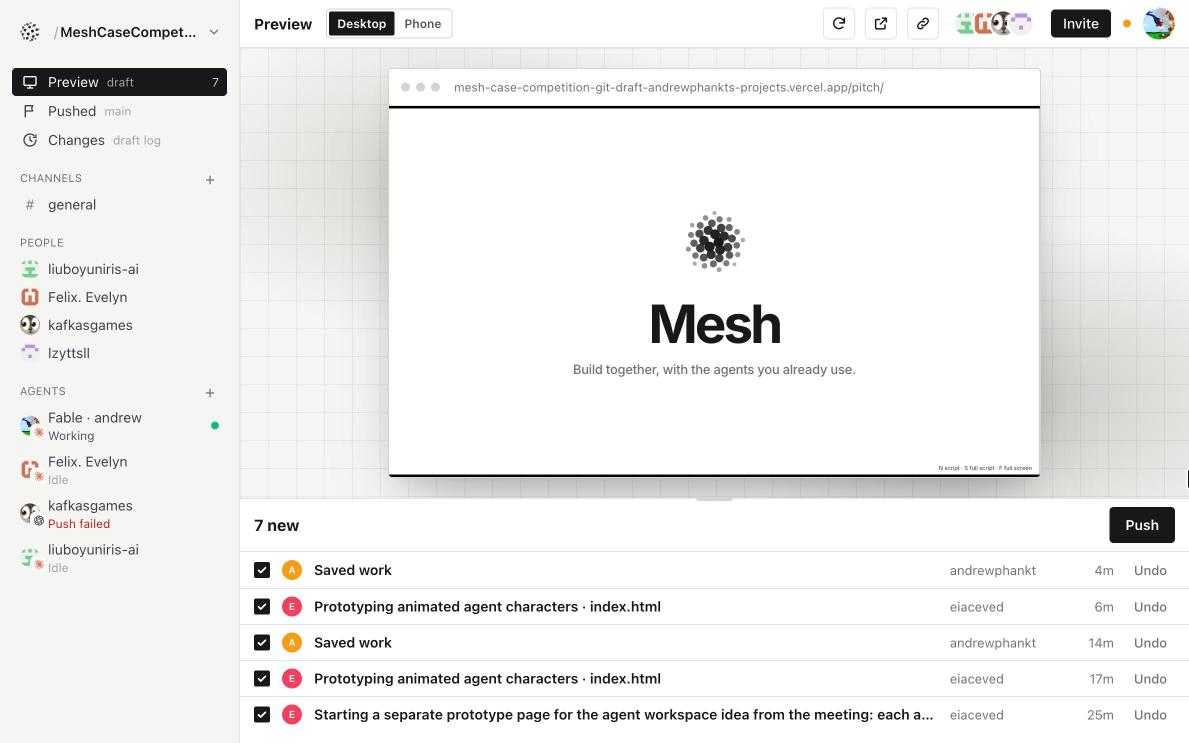 /MeshCaseCompet...
Preview draft 7
Pushed main
Changes draft log
CHANNELS +
# general
PEOPLE
liuboyuniris-ai
Felix. Evelyn
kafkasgames
lzyttsll
AGENTS +
Fable · andrew
Working
Felix. Evelyn
Idle
kafkasgames
Push failed
liuboyuniris-ai
Idle
Preview Desktop Phone Invite
mesh-case-competition-git-draft-andrewphankts-projects.vercel.app/pitch/
Mesh
Build together, with the agents you already use.
N script · S full script · F full screen
7 new Push
A Saved work andrewphankt 4m Undo
E Prototyping animated agent characters · index.html eiaceved 6m Undo
A Saved work andrewphankt 14m Undo
E Prototyping animated agent characters · index.html eiaceved 17m Undo
E Starting a separate prototype page for the agent workspace idea from the meeting: each a... eiaceved 25m Undo